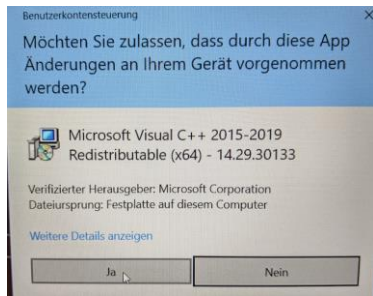 Benutzerkontensteuerung
Möchten Sie zulassen, dass durch diese App
Änderungen an Ihrem Gerät vorgenommen
werden?
Microsoft Visual C++ 2015-2019
Redistributable (x64) - 14.29.30133
Verifizierter Herausgeber: Microsoft Corporation
Dateiursprung: Festplatte auf diesem Computer
Weitere Details anzeigen
Ja
Nein